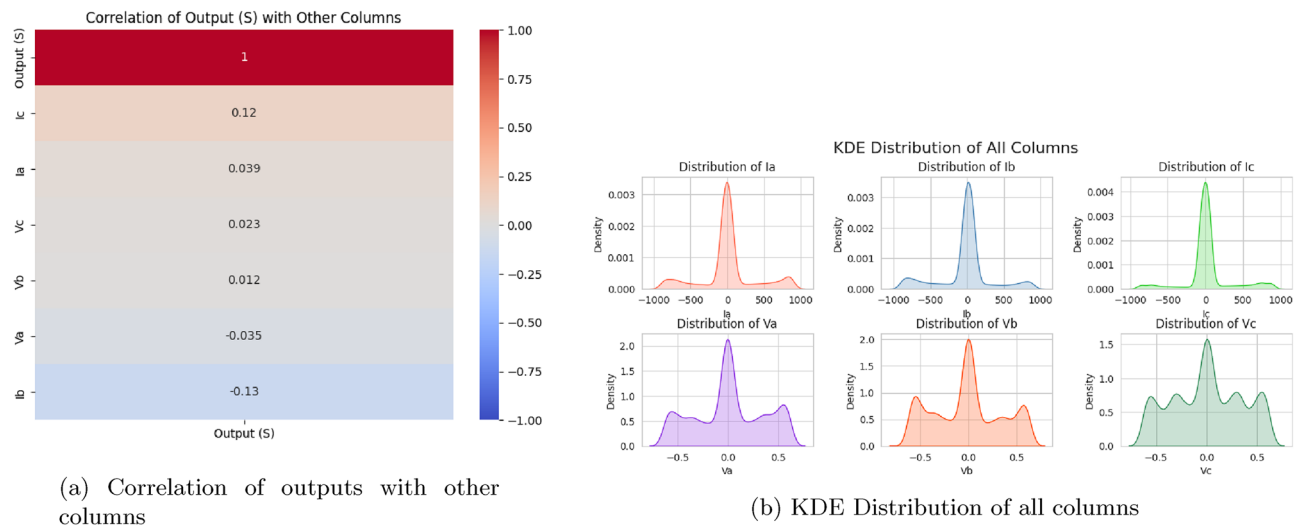 Correlation of Output (S) with Other Columns
Output (S)
Ic
Ia
Vc
Vb
Va
Ib
1
0.12
0.039
0.023
0.012
-0.035
-0.13
Output (S)
1.00
0.75
0.50
0.25
0.00
−0.25
−0.50
−0.75
−1.00
(a) Correlation of outputs with other
columns
KDE Distribution of All Columns
Distribution of Ia
Density
0.003
0.002
0.001
0.000
−1000 −500 0 500 1000
Ia
Distribution of Ib
Density
0.003
0.002
0.001
0.000
−1000 −500 0 500 1000
Ib
Distribution of Ic
Density
0.004
0.003
0.002
0.001
0.000
−1000 −500 0 500 1000
Ic
Distribution of Va
Density
2.0
1.5
1.0
0.5
0.0
−0.5 0.0 0.5
Va
Distribution of Vb
Density
2.0
1.5
1.0
0.5
0.0
−0.5 0.0 0.5
Vb
Distribution of Vc
Density
1.5
1.0
0.5
0.0
−0.5 0.0 0.5
Vc
(b) KDE Distribution of all columns